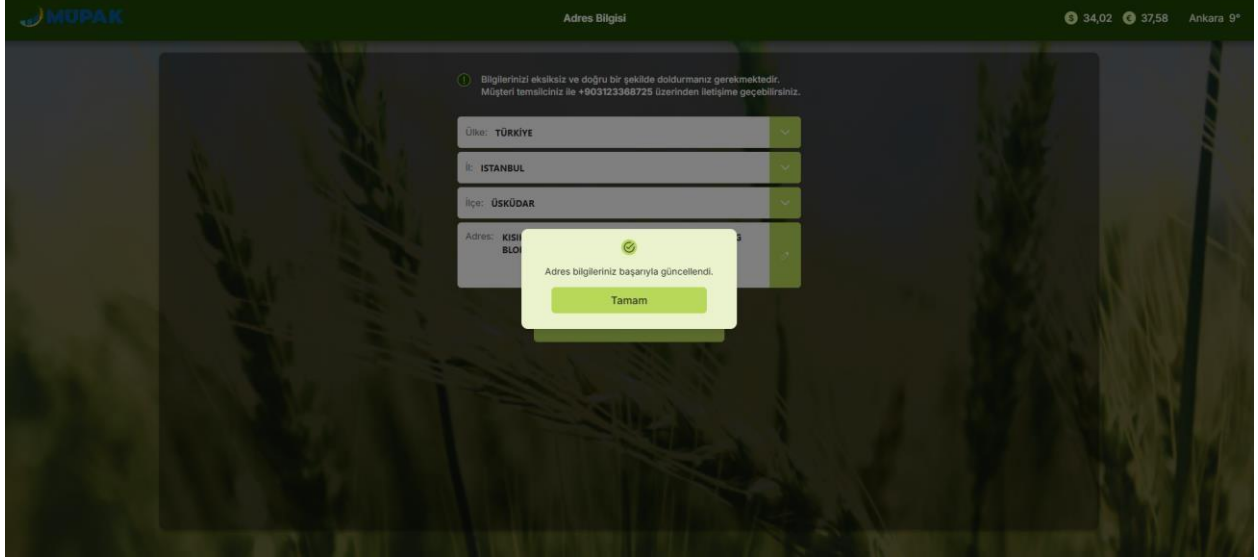 MÜPAK
Adres Bilgisi
34,02 37,58 Ankara 9°
Bilgilerinizi eksiksiz ve doğru bir şekilde doldurmanız gerekmektedir.
Müşteri temsilciniz ile +903123368725 üzerinden iletişime geçebilirsiniz.
Ülke: TÜRKİYE
İl: ISTANBUL
İlçe: ÜSKÜDAR
Adres:
Adres bilgileriniz başarıyla güncellendi.
Tamam